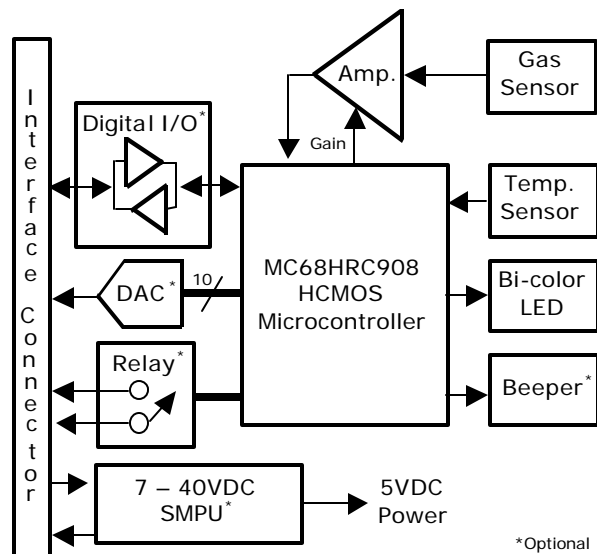 Interface Connector
Digital I/O*
Amp.
Gas
Sensor
Gain
Temp.
Sensor
MC68HRC908
HCMOS
Microcontroller
DAC *
10
Bi-color
LED
Relay*
Beeper*
7 – 40VDC
SMPU*
5VDC
Power
*Optional